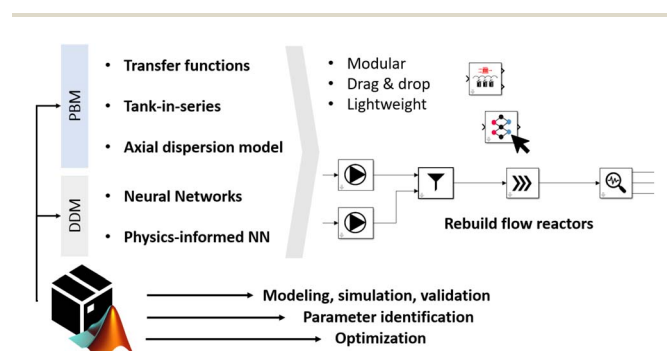 PBM
• Transfer functions
• Tank-in-series
• Axial dispersion model
DDM
• Neural Networks
• Physics-informed NN
• Modular
• Drag & drop
• Lightweight
Rebuild flow reactors
Modeling, simulation, validation
Parameter identification
Optimization